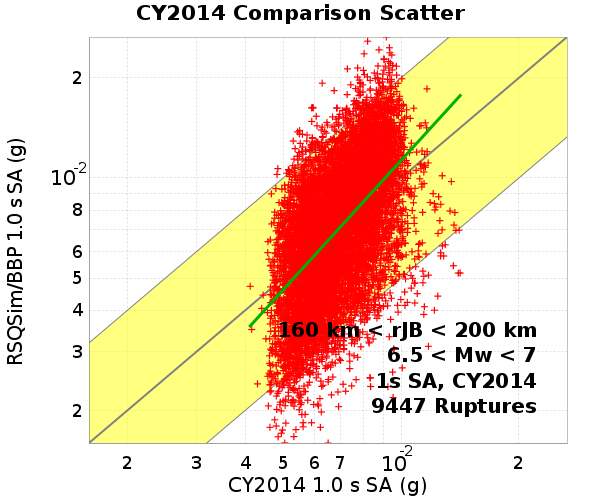 CY2014 Comparison Scatter
RSQSim/BBP 1.0 s SA (g)
2
10-2
8
6
5
4
3
2
160 km < rJB < 200 km
6.5 < Mw < 7
1s SA, CY2014
9447 Ruptures
2 3 4 5 6 7 10-2 2
CY2014 1.0 s SA (g)